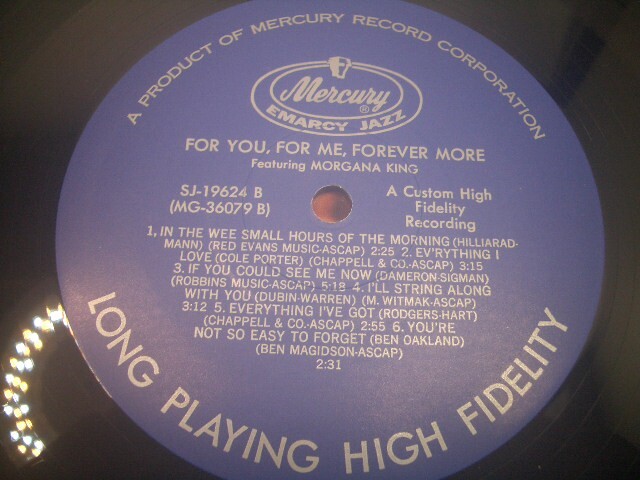 A PRODUCT OF MERCURY RECORD CORPORATION
Mercury
EMARCY JAZZ
FOR YOU, FOR ME, FOREVER MORE
Featuring MORGANA KING
SJ-19624 B
(MG-36079 B)
A Custom High
Fidelity
Recording
1, IN THE WEE SMALL HOURS OF THE MORNING (HILLIARAD-
MANN) (RED EVANS MUSIC-ASCAP) 2:25 2. EV'RYTHING I
LOVE (COLE PORTER) (CHAPPELL & CO.-ASCAP) 3:15
3. IF YOU COULD SEE ME NOW (DAMERON-SIGMAN)
(ROBBINS MUSIC-ASCAP) 5:18 4. I'LL STRING ALONG
WITH YOU (DUBIN-WARREN) (M. WITMAK-ASCAP)
3:12 5. EVERYTHING I'VE GOT (RODGERS-HART)
(CHAPPELL & CO.-ASCAP) 2:55 6. YOU'RE
NOT SO EASY TO FORGET (BEN OAKLAND)
(BEN MAGIDSON-ASCAP)
2:31
LONG PLAYING HIGH FIDELITY